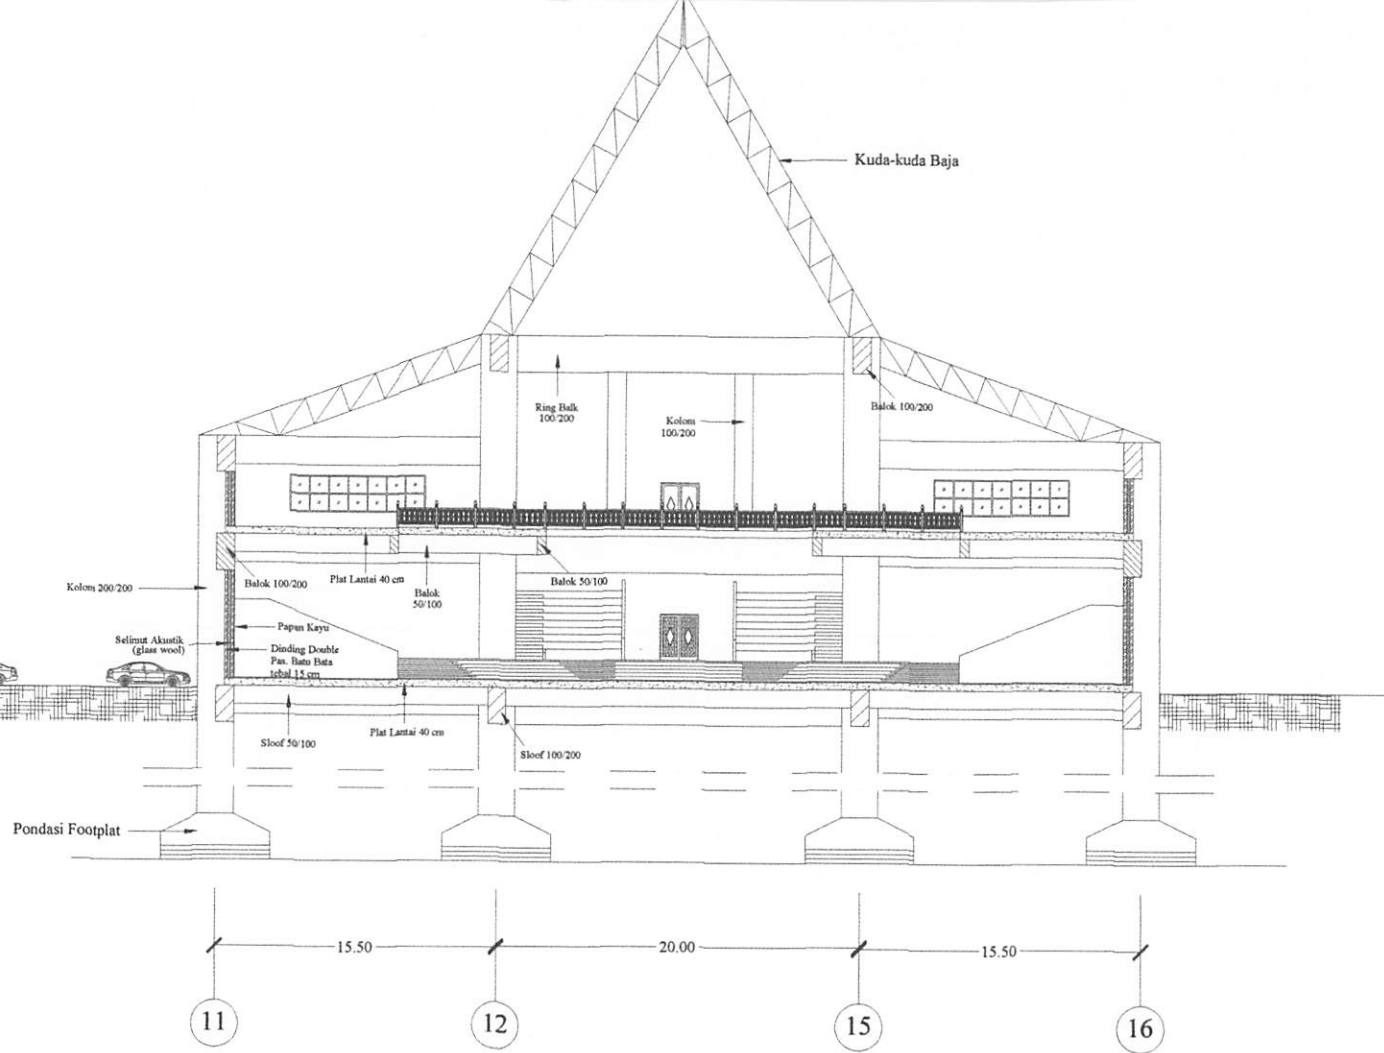 Kuda-kuda Baja
Ring Balk
100/200
Kolom
100/200
Balok 100/200
Kolom 200/200
Balok 100/200
Plat Lantai 40 cm
Balok
50/100
Balok 50/100
Papan Kayu
Selimut Akustik
(glass wool)
Dinding Double
Pas. Batu Bata
tebal 15 cm
Sloof 50/100
Plat Lantai 40 cm
Sloof 100/200
Pondasi Footplat
15.50
20.00
15.50
11
12
15
16